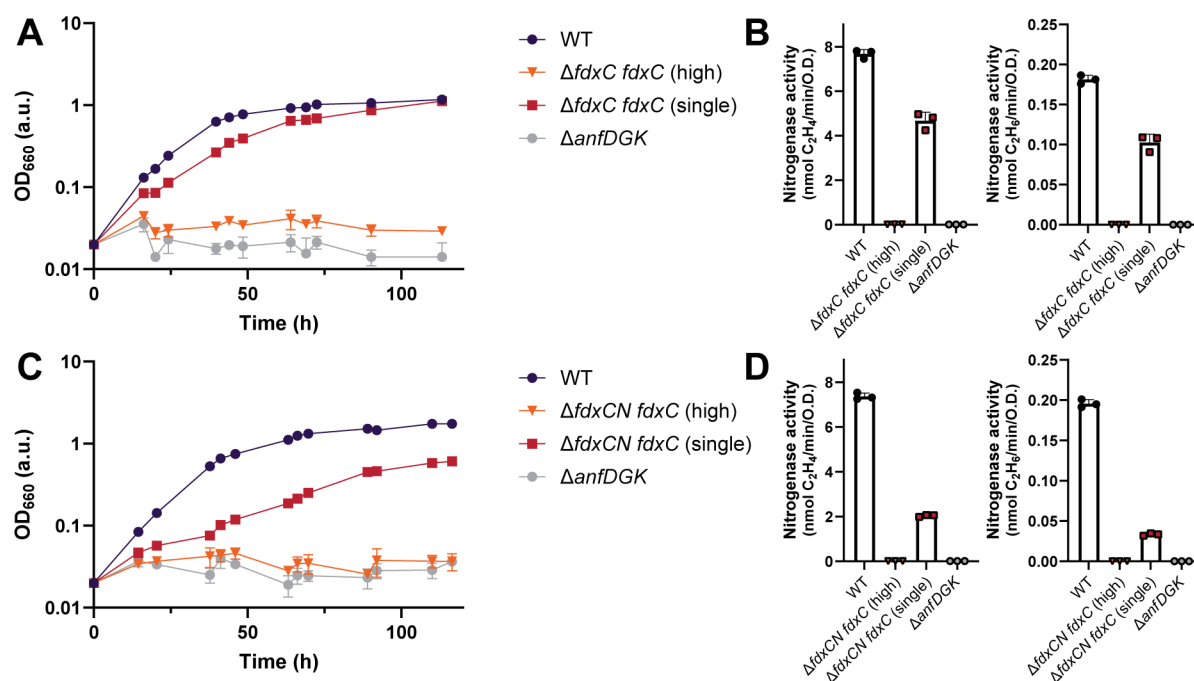 A
OD660 (a.u.)
10
1
0.1
0.01
0
50
100
Time (h)
WT
ΔfdxC fdxC (high)
ΔfdxC fdxC (single)
ΔanfDGK
B
Nitrogenase activity
(nmol C2H4/min/O.D.)
8
6
4
2
0
WT
ΔfdxC fdxC (high)
ΔfdxC fdxC (single)
ΔanfDGK
Nitrogenase activity
(nmol C2H6/min/O.D.)
0.20
0.15
0.10
0.05
0.00
WT
ΔfdxC fdxC (high)
ΔfdxC fdxC (single)
ΔanfDGK
C
OD660 (a.u.)
10
1
0.1
0.01
0
50
100
Time (h)
WT
ΔfdxCN fdxC (high)
ΔfdxCN fdxC (single)
ΔanfDGK
D
Nitrogenase activity
(nmol C2H4/min/O.D.)
8
6
4
2
0
WT
ΔfdxCN fdxC (high)
ΔfdxCN fdxC (single)
ΔanfDGK
Nitrogenase activity
(nmol C2H6/min/O.D.)
0.25
0.20
0.15
0.10
0.05
0.00
WT
ΔfdxCN fdxC (high)
ΔfdxCN fdxC (single)
ΔanfDGK